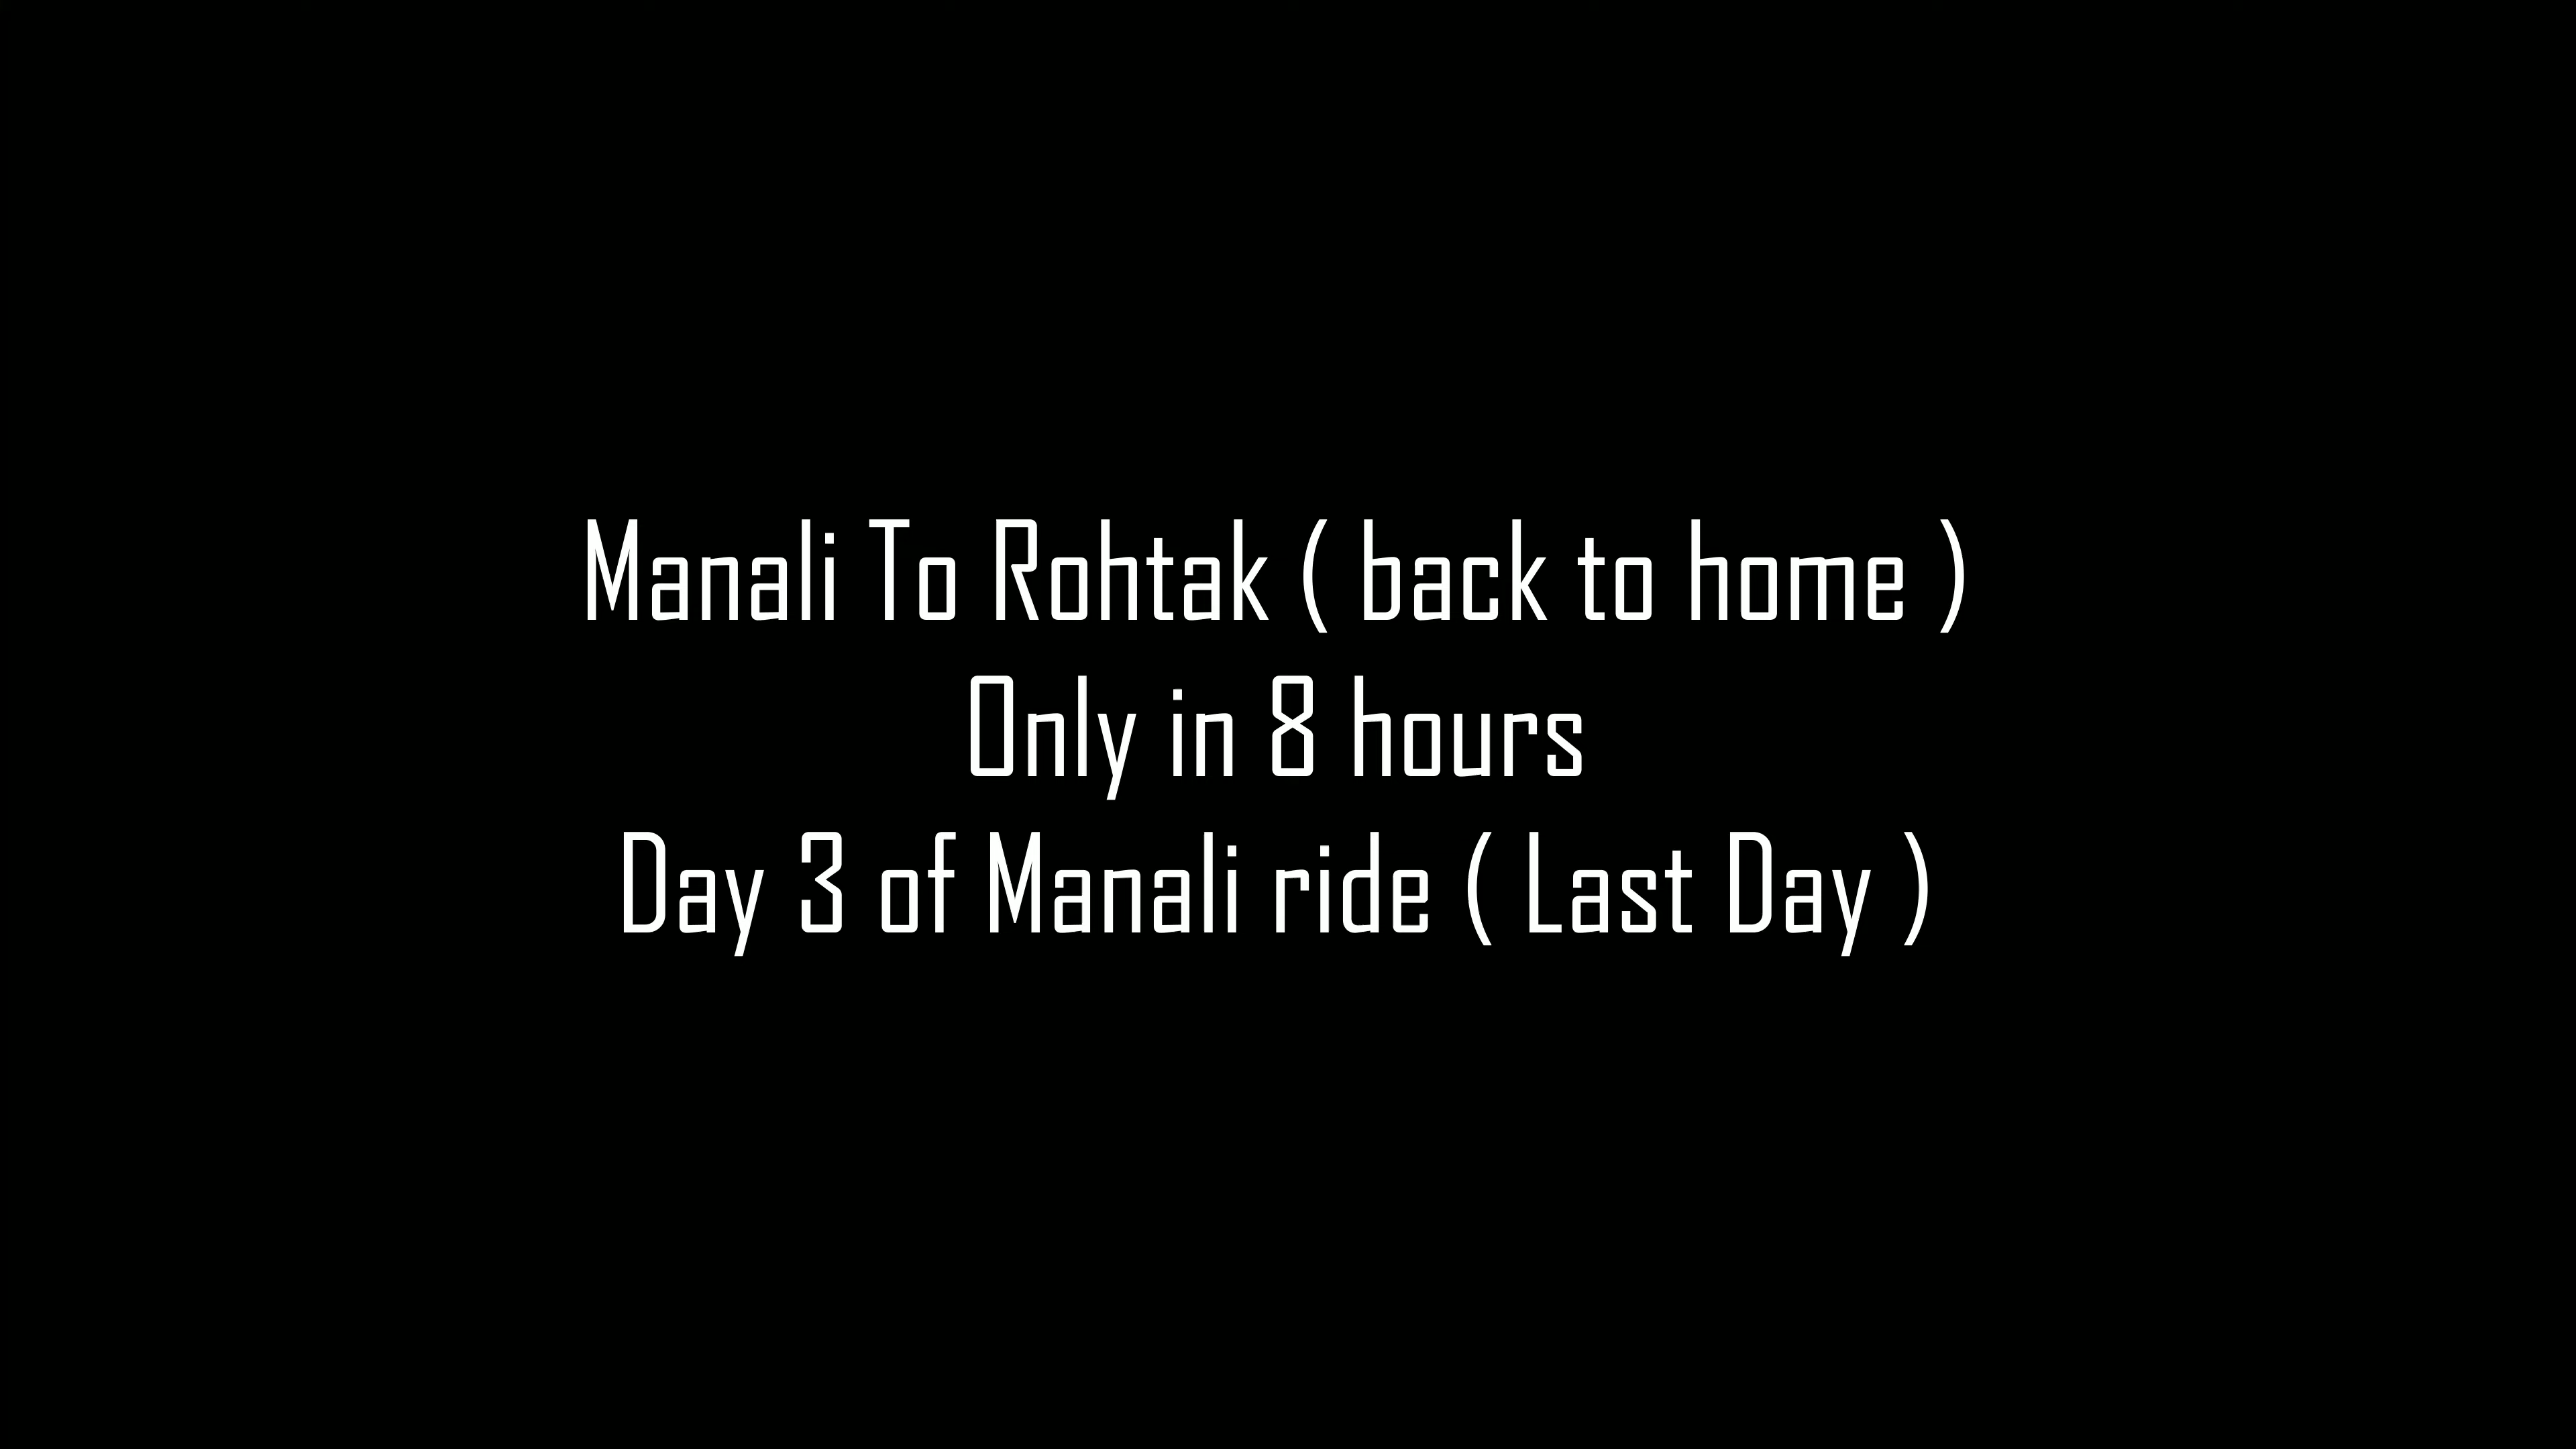 Manali To Rohtak ( back to home )
Only in 8 hours
Day 3 of Manali ride ( Last Day )